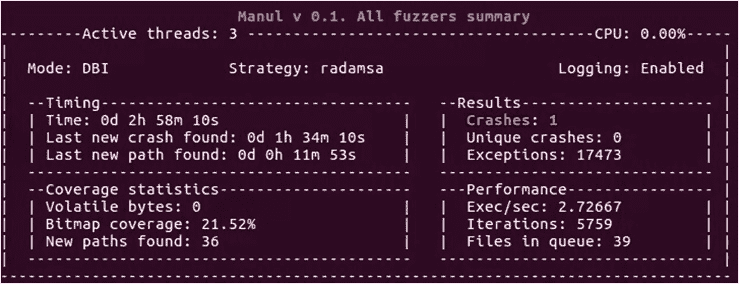 Manul v 0.1. All fuzzers summary
---------Active threads: 3 -----------------------------------------CPU: 0.00%-----
Mode: DBI Strategy: radamsa Logging: Enabled
--Timing------------------------------------ --Results----------------------
| Time: 0d 2h 58m 10s | | Crashes: 1 |
| Last new crash found: 0d 1h 34m 10s | | Unique crashes: 0 |
| Last new path found: 0d 0h 11m 53s | | Exceptions: 17473 |
--Coverage statistics---------------------- ---Performance-----------------
| Volatile bytes: 0 | | Exec/sec: 2.72667 |
| Bitmap coverage: 21.52% | | Iterations: 5759 |
| New paths found: 36 | | Files in queue: 39 |